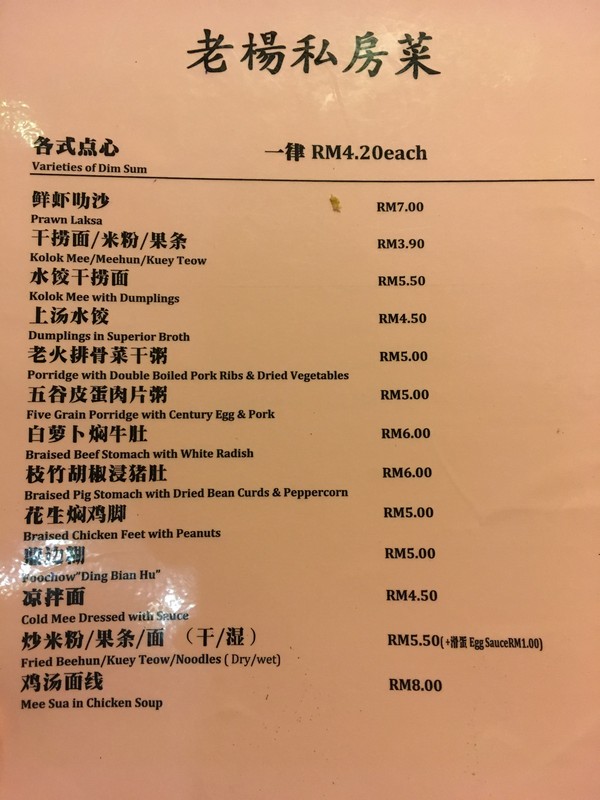 老楊私房菜
各式点心 一律 RM4.20each
Varieties of Dim Sum
鲜虾叻沙 RM7.00
Prawn Laksa
干捞面/米粉/果条 RM3.90
Kolok Mee/Meehun/Kuey Teow
水饺干捞面 RM5.50
Kolok Mee with Dumplings
上汤水饺 RM4.50
Dumplings in Superior Broth
老火排骨菜干粥 RM5.00
Porridge with Double Boiled Pork Ribs & Dried Vegetables
五谷皮蛋肉片粥 RM5.00
Five Grain Porridge with Century Egg & Pork
白萝卜焖牛肚 RM6.00
Braised Beef Stomach with White Radish
枝竹胡椒浸猪肚 RM6.00
Braised Pig Stomach with Dried Bean Curds & Peppercorn
花生焖鸡脚 RM5.00
Braised Chicken Feet with Peanuts
边糊 RM5.00
Foochow"Ding Bian Hu"
凉拌面 RM4.50
Cold Mee Dressed with Sauce
炒米粉/果条/面 （干/湿） RM5.50(+滑蛋 Egg SauceRM1.00)
Fried Beehun/Kuey Teow/Noodles ( Dry/wet)
鸡汤面线 RM8.00
Mee Sua in Chicken Soup